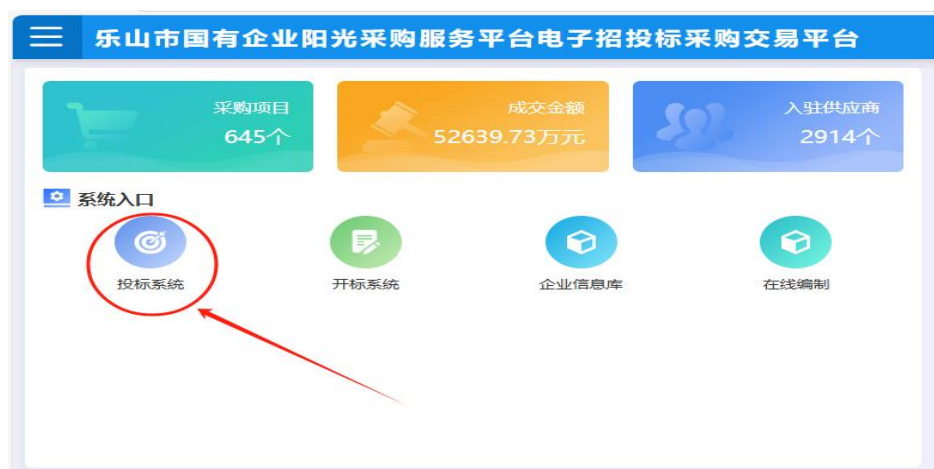 乐山市国有企业阳光采购服务平台电子招投标采购交易平台
采购项目 成交金额 入驻供应商
645个 52639.73万元 2914个
系统入口
投标系统 开标系统 企业信息库 在线编制